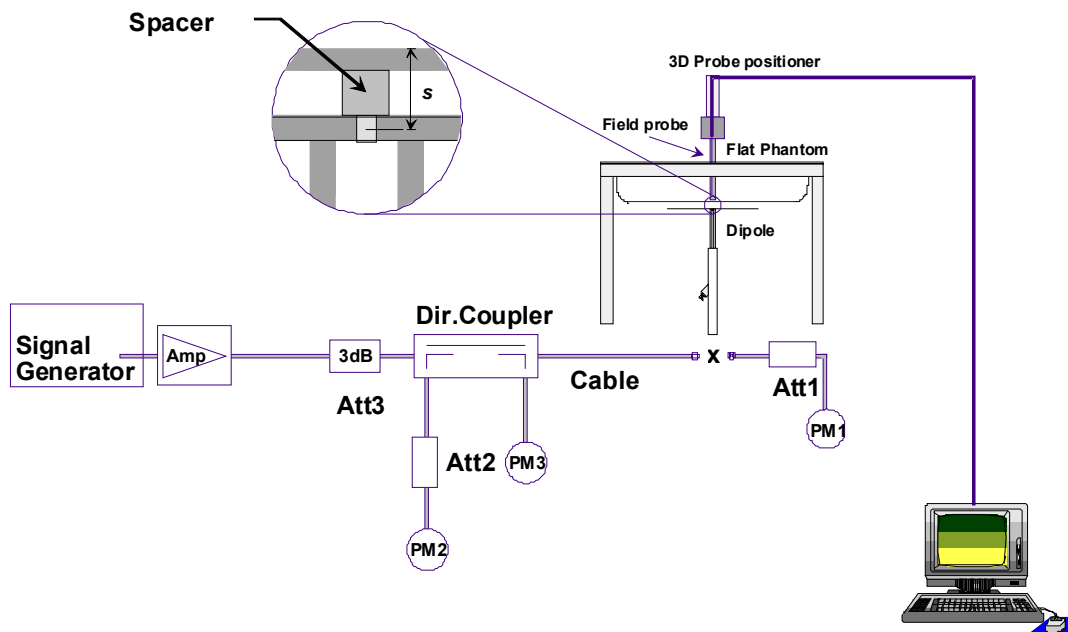 Spacer
s
3D Probe positioner
Field probe
Flat Phantom
Dipole
Signal
Generator
Amp
3dB
Att3
Dir.Coupler
Cable
x
Att1
PM1
Att2
PM3
PM2